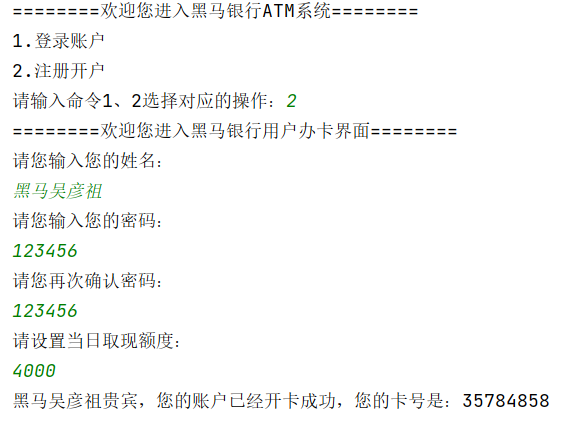 ========欢迎您进入黑马银行ATM系统========
1.登录账户
2.注册开户
请输入命令1、2选择对应的操作：2
========欢迎您进入黑马银行用户办卡界面========
请您输入您的姓名：
黑马吴彦祖
请您输入您的密码：
123456
请您再次确认密码：
123456
请设置当日取现额度：
4000
黑马吴彦祖贵宾，您的账户已经开卡成功，您的卡号是：35784858